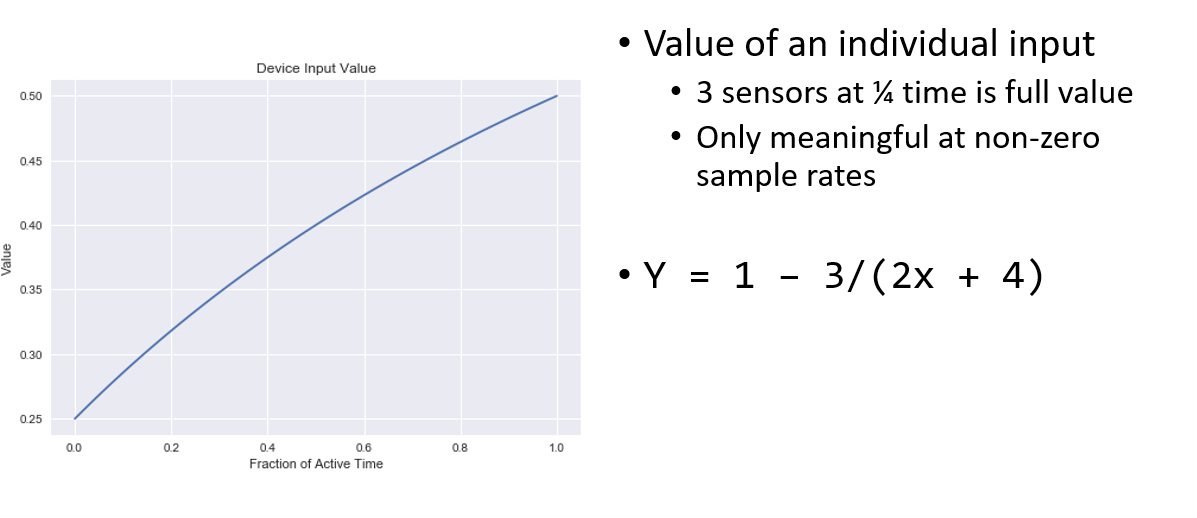 Device Input Value
0.50
0.45
0.40
0.35
0.30
0.25
Value
0.0 0.2 0.4 0.6 0.8 1.0
Fraction of Active Time
• Value of an individual input
• 3 sensors at ¼ time is full value
• Only meaningful at non-zero
sample rates
• Y = 1 – 3/(2x + 4)